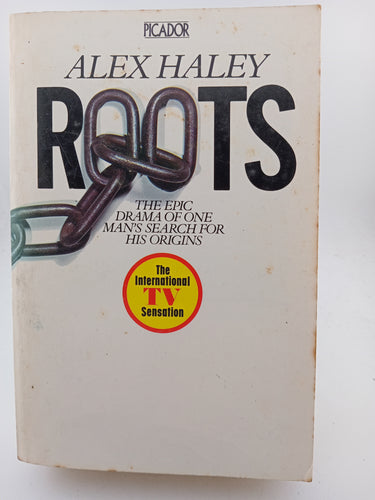 PICADOR
ALEX HALEY
ROOTS
THE EPIC
DRAMA OF ONE
MAN'S SEARCH FOR
HIS ORIGINS
The
International
TV
Sensation